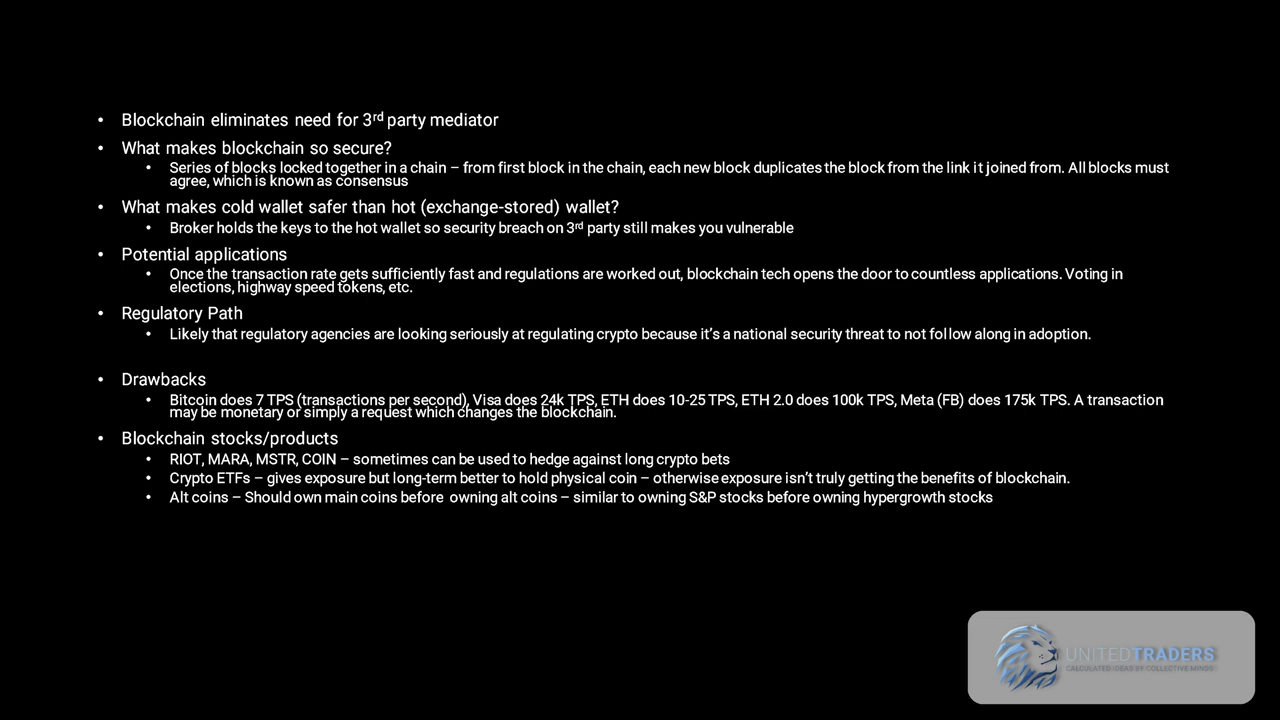 • Blockchain eliminates need for 3rd party mediator
• What makes blockchain so secure?
• Series of blocks locked together in a chain – from first block in the chain, each new block duplicates the block from the link it joined from. All blocks must
agree, which is known as consensus
• What makes cold wallet safer than hot (exchange-stored) wallet?
• Broker holds the keys to the hot wallet so security breach on 3rd party still makes you vulnerable
• Potential applications
• Once the transaction rate gets sufficiently fast and regulations are worked out, blockchain tech opens the door to countless applications. Voting in
elections, highway speed tokens, etc.
• Regulatory Path
• Likely that regulatory agencies are looking seriously at regulating crypto because it’s a national security threat to not follow along in adoption.
• Drawbacks
• Bitcoin does 7 TPS (transactions per second), Visa does 24k TPS, ETH does 10-25 TPS, ETH 2.0 does 100k TPS, Meta (FB) does 175k TPS. A transaction
may be monetary or simply a request which changes the blockchain.
• Blockchain stocks/products
• RIOT, MARA, MSTR, COIN – sometimes can be used to hedge against long crypto bets
• Crypto ETFs – gives exposure but long-term better to hold physical coin – otherwise exposure isn’t truly getting the benefits of blockchain.
• Alt coins – Should own main coins before owning alt coins – similar to owning S&P stocks before owning hypergrowth stocks
UNITEDTRADERS
CALCULATED IDEAS BY COLLECTIVE MINDS